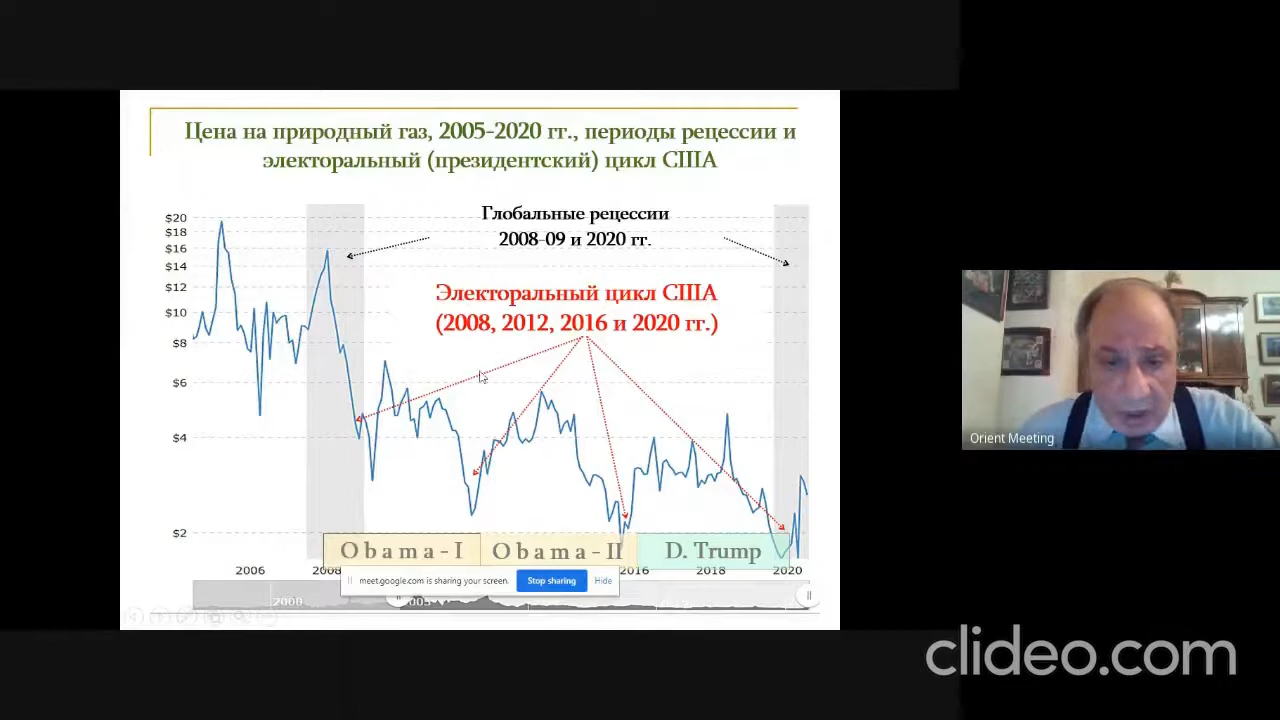 Цена на природный газ, 2005-2020 гг., периоды рецессии и
электоральный (президентский) цикл США
Глобальные рецессии
2008-09 и 2020 гг.
Электоральный цикл США
(2008, 2012, 2016 и 2020 гг.)
$20
$18
$16
$14
$12
$10
$8
$6
$4
$2
Obama-I
Obama-II
D. Trump
2006
2008
2016
2018
2020
meet.google.com is sharing your screen.
Stop sharing
Hide
2000
Orient Meeting
clideo.com